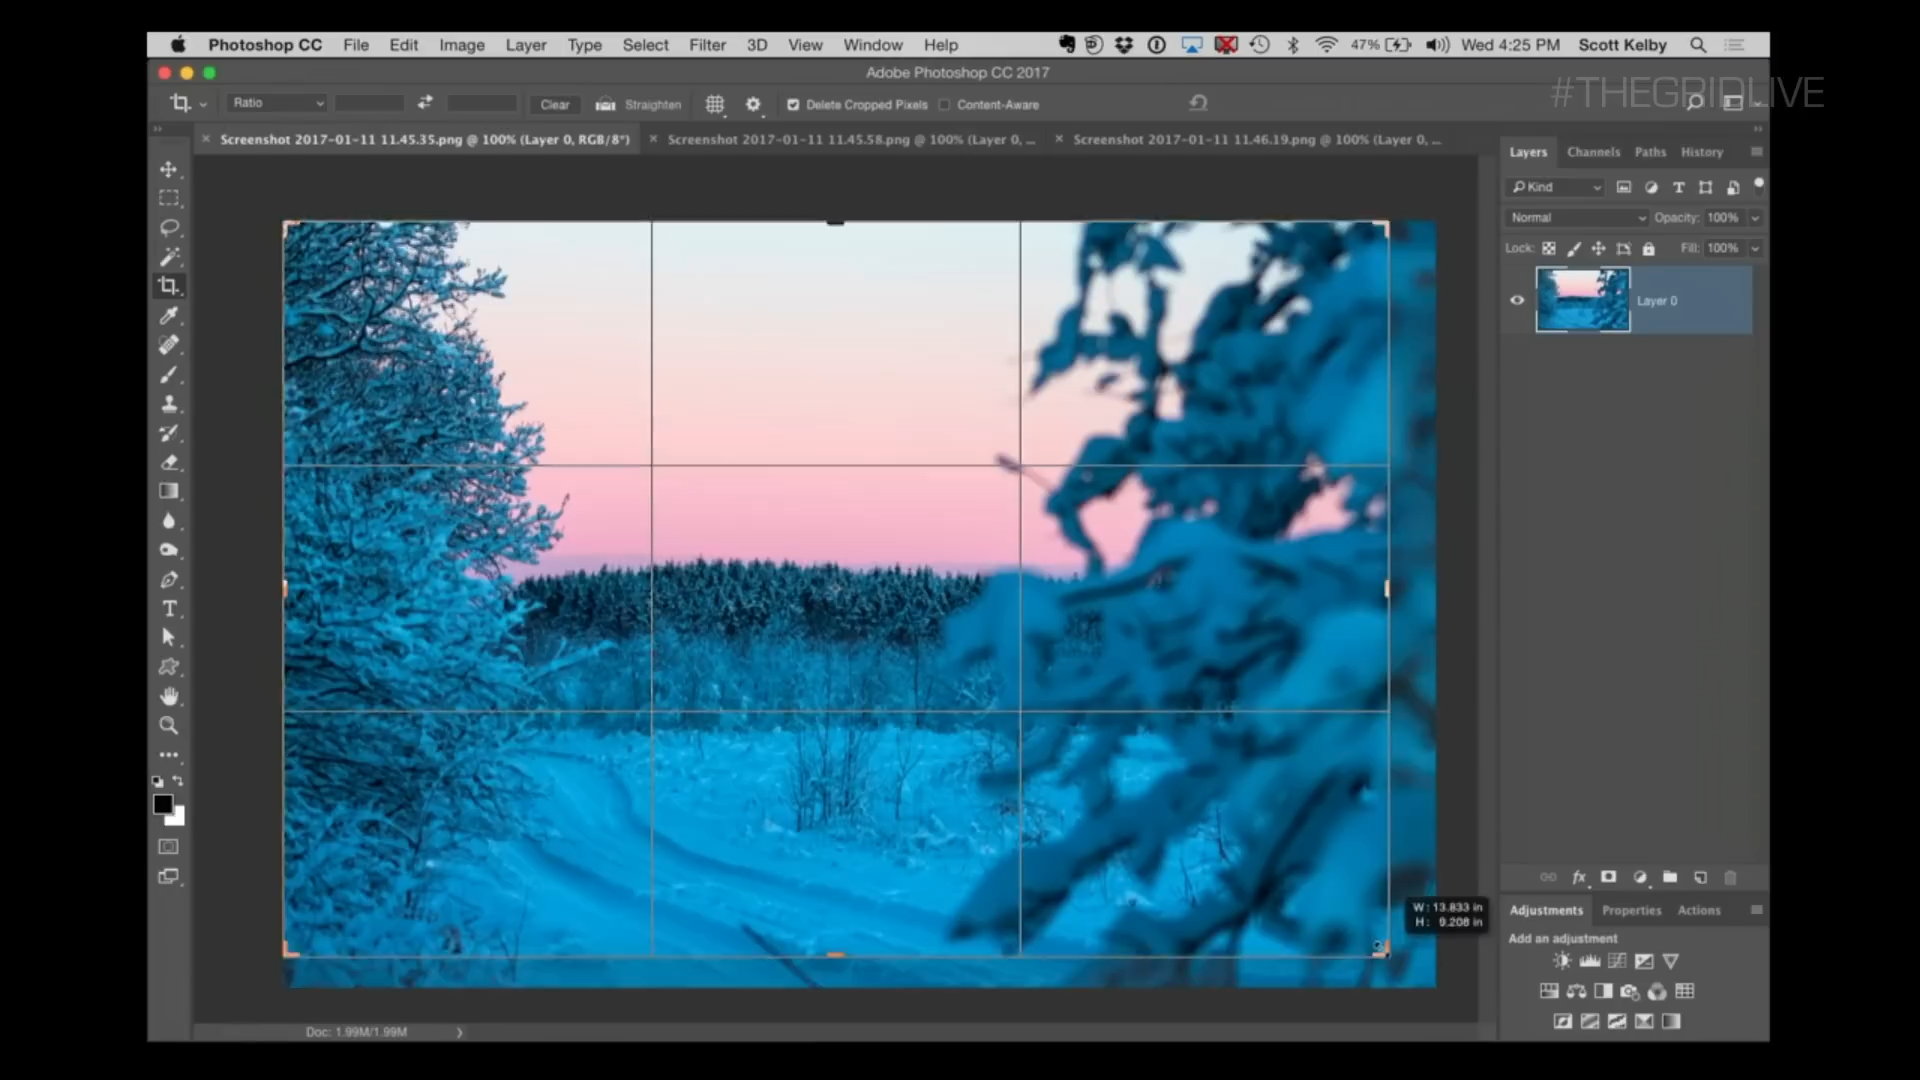 Photoshop CC File Edit Image Layer Type Select Filter 3D View Window Help 47% Wed 4:25 PM Scott Kelby
Adobe Photoshop CC 2017
#THEGRIDLIVE
Ratio Clear Straighten Delete Cropped Pixels Content-Aware
Screenshot 2017-01-11 11.45.35.png @ 100% (Layer 0, RGB/8*) Screenshot 2017-01-11 11.45.58.png @ 100% (Layer 0, ... Screenshot 2017-01-11 11.46.19.png @ 100% (Layer 0, ...
Layers Channels Paths History
Kind
Normal Opacity: 100%
Lock: Fill: 100%
Layer 0
W: 13.833 in
H: 9.208 in
Adjustments Properties Actions
Add an adjustment
Doc: 1.99M/1.99M